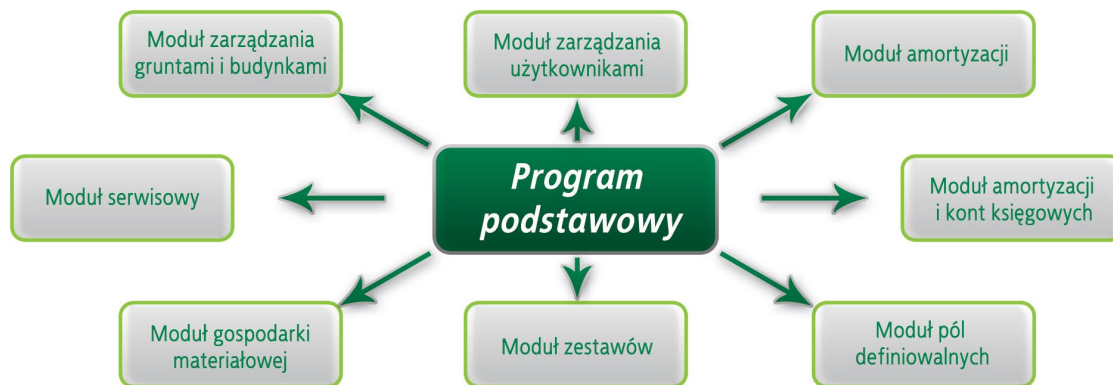 Moduł zarządzania
gruntami i budynkami
Moduł zarządzania
użytkownikami
Moduł amortyzacji
Moduł serwisowy
Program
podstawowy
Moduł amortyzacji
i kont księgowych
Moduł gospodarki
materiałowej
Moduł zestawów
Moduł pól
definiowalnych